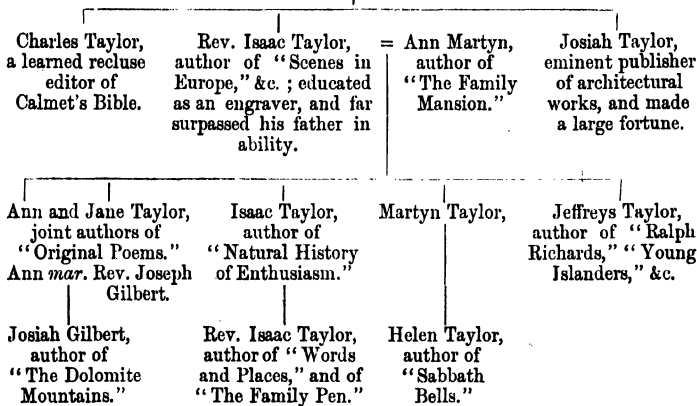 Charles Taylor,
a learned recluse
editor of
Calmet's Bible.
Rev. Isaac Taylor,
author of "Scenes in
Europe," &c. ; educated
as an engraver, and far
surpassed his father in
ability.
=
Ann Martyn,
author of
"The Family
Mansion."
Josiah Taylor,
eminent publisher
of architectural
works, and made
a large fortune.
Ann and Jane Taylor,
joint authors of
"Original Poems."
Ann mar. Rev. Joseph
Gilbert.
Isaac Taylor,
author of
"Natural History
of Enthusiasm."
Martyn Taylor,
Jeffreys Taylor,
author of "Ralph
Richards," "Young
Islanders," &c.
Josiah Gilbert,
author of
"The Dolomite
Mountains."
Rev. Isaac Taylor,
author of "Words
and Places," and of
"The Family Pen."
Helen Taylor,
author of
"Sabbath
Bells."